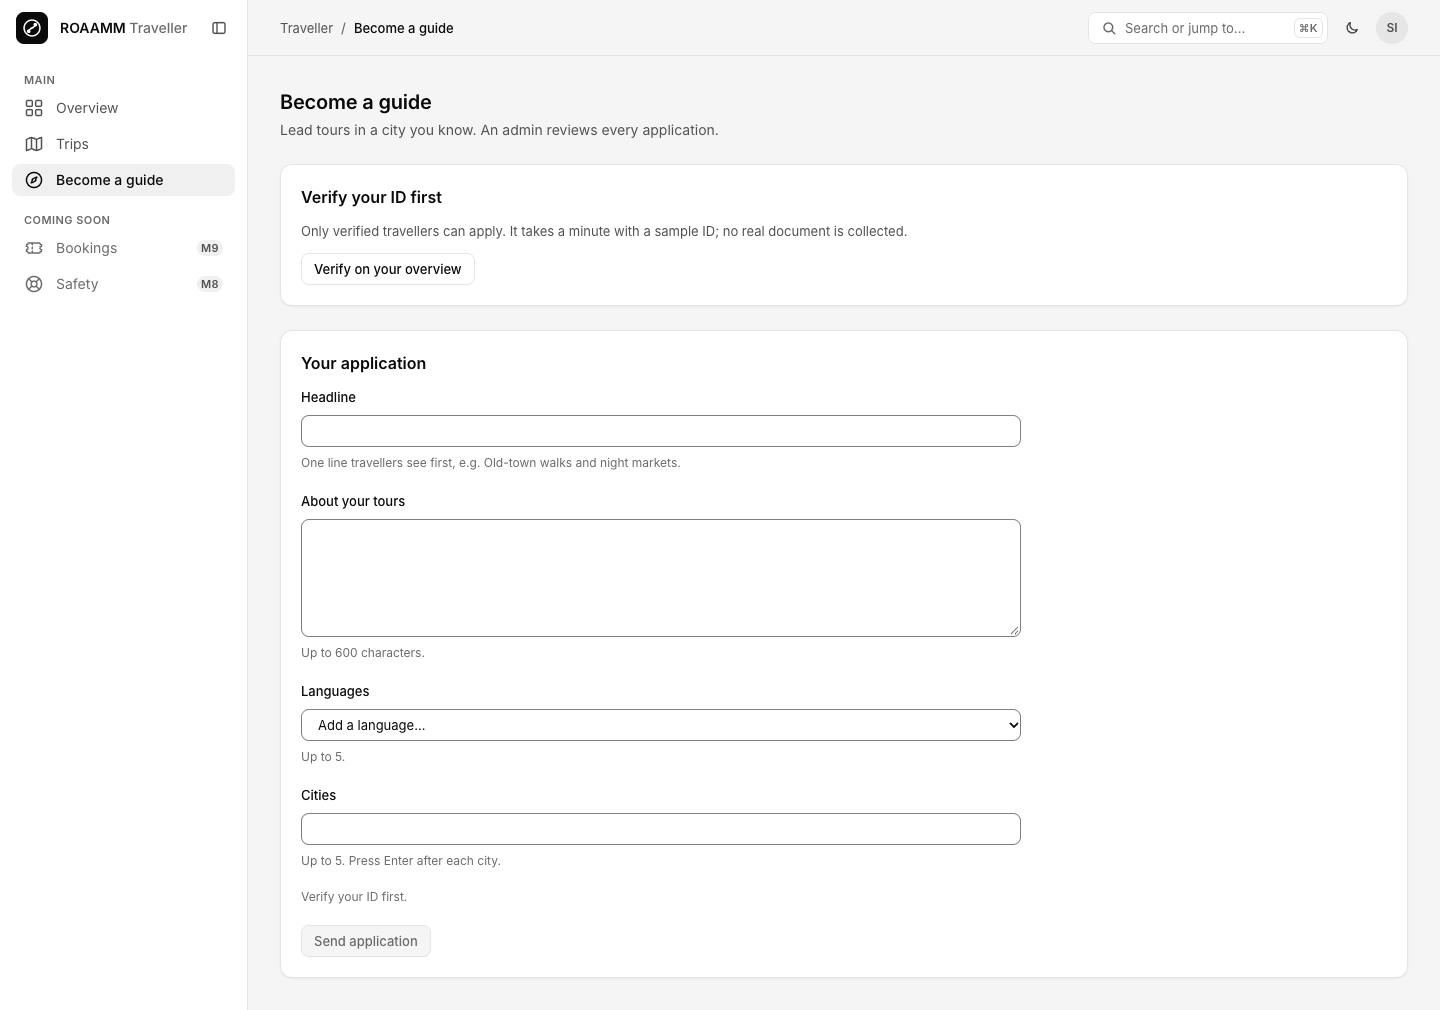 ROAAMM Traveller
Traveller / Become a guide
Search or jump to...
⌘K
SI
MAIN
Overview
Trips
Become a guide
COMING SOON
Bookings
M9
Safety
M8
Become a guide
Lead tours in a city you know. An admin reviews every application.
Verify your ID first
Only verified travellers can apply. It takes a minute with a sample ID; no real document is collected.
Verify on your overview
Your application
Headline
One line travellers see first, e.g. Old-town walks and night markets.
About your tours
Up to 600 characters.
Languages
Add a language...
Up to 5.
Cities
Up to 5. Press Enter after each city.
Verify your ID first.
Send application